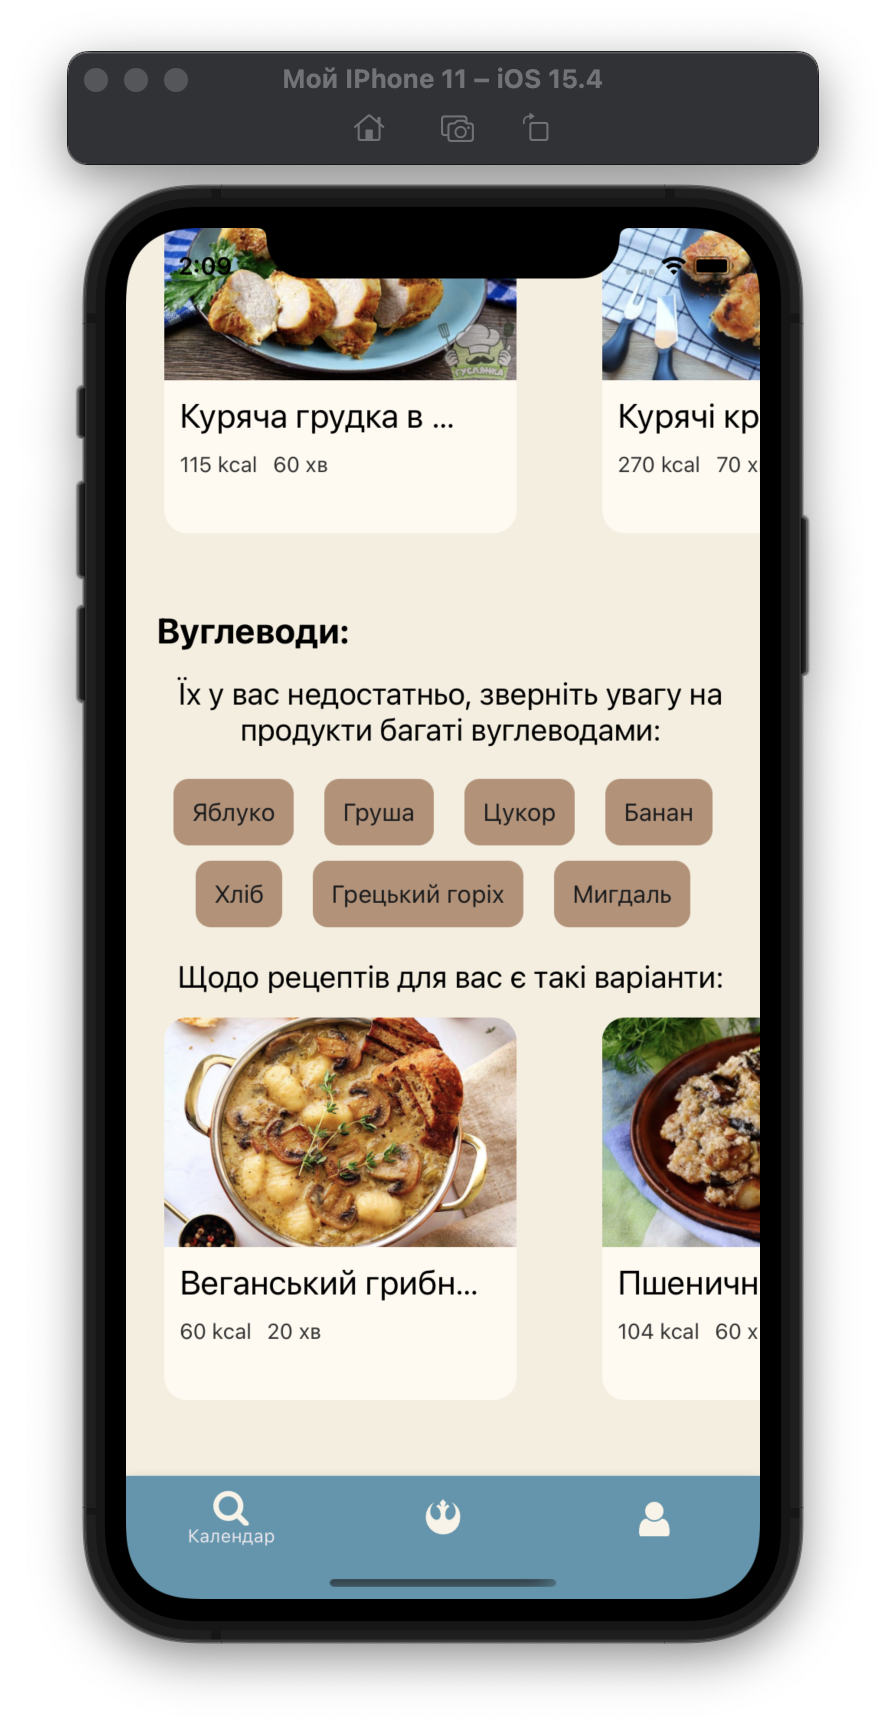 Мой IPhone 11 – iOS 15.4
2:09
ГУСЛЯНКА
Куряча грудка в ...
115 kcal 60 хв
Курячі кр
270 kcal 70 х
Вуглеводи:
Їх у вас недостатньо, зверніть увагу на
продукти багаті вуглеводами:
Яблуко Груша Цукор Банан
Хліб Грецький горіх Мигдаль
Щодо рецептів для вас є такі варіанти:
Веганський грибн...
60 kcal 20 хв
Пшеничн
104 kcal 60 х
Календар